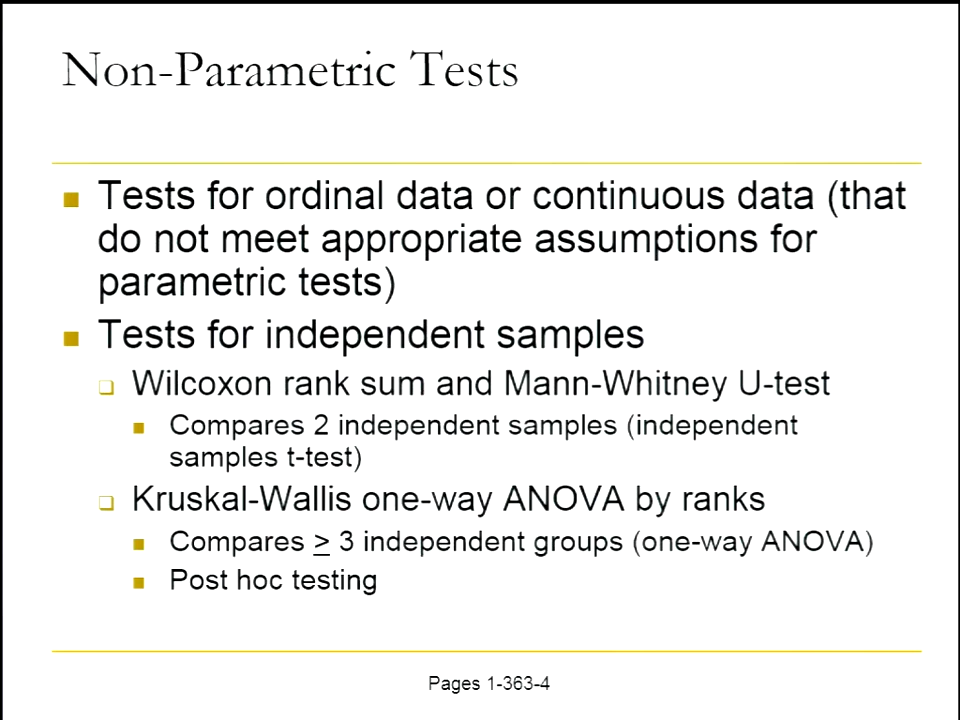 Non-Parametric Tests
Tests for ordinal data or continuous data (that
do not meet appropriate assumptions for
parametric tests)
Tests for independent samples
Wilcoxon rank sum and Mann-Whitney U-test
Compares 2 independent samples (independent
samples t-test)
Kruskal-Wallis one-way ANOVA by ranks
Compares > 3 independent groups (one-way ANOVA)
Post hoc testing
Pages 1-363-4